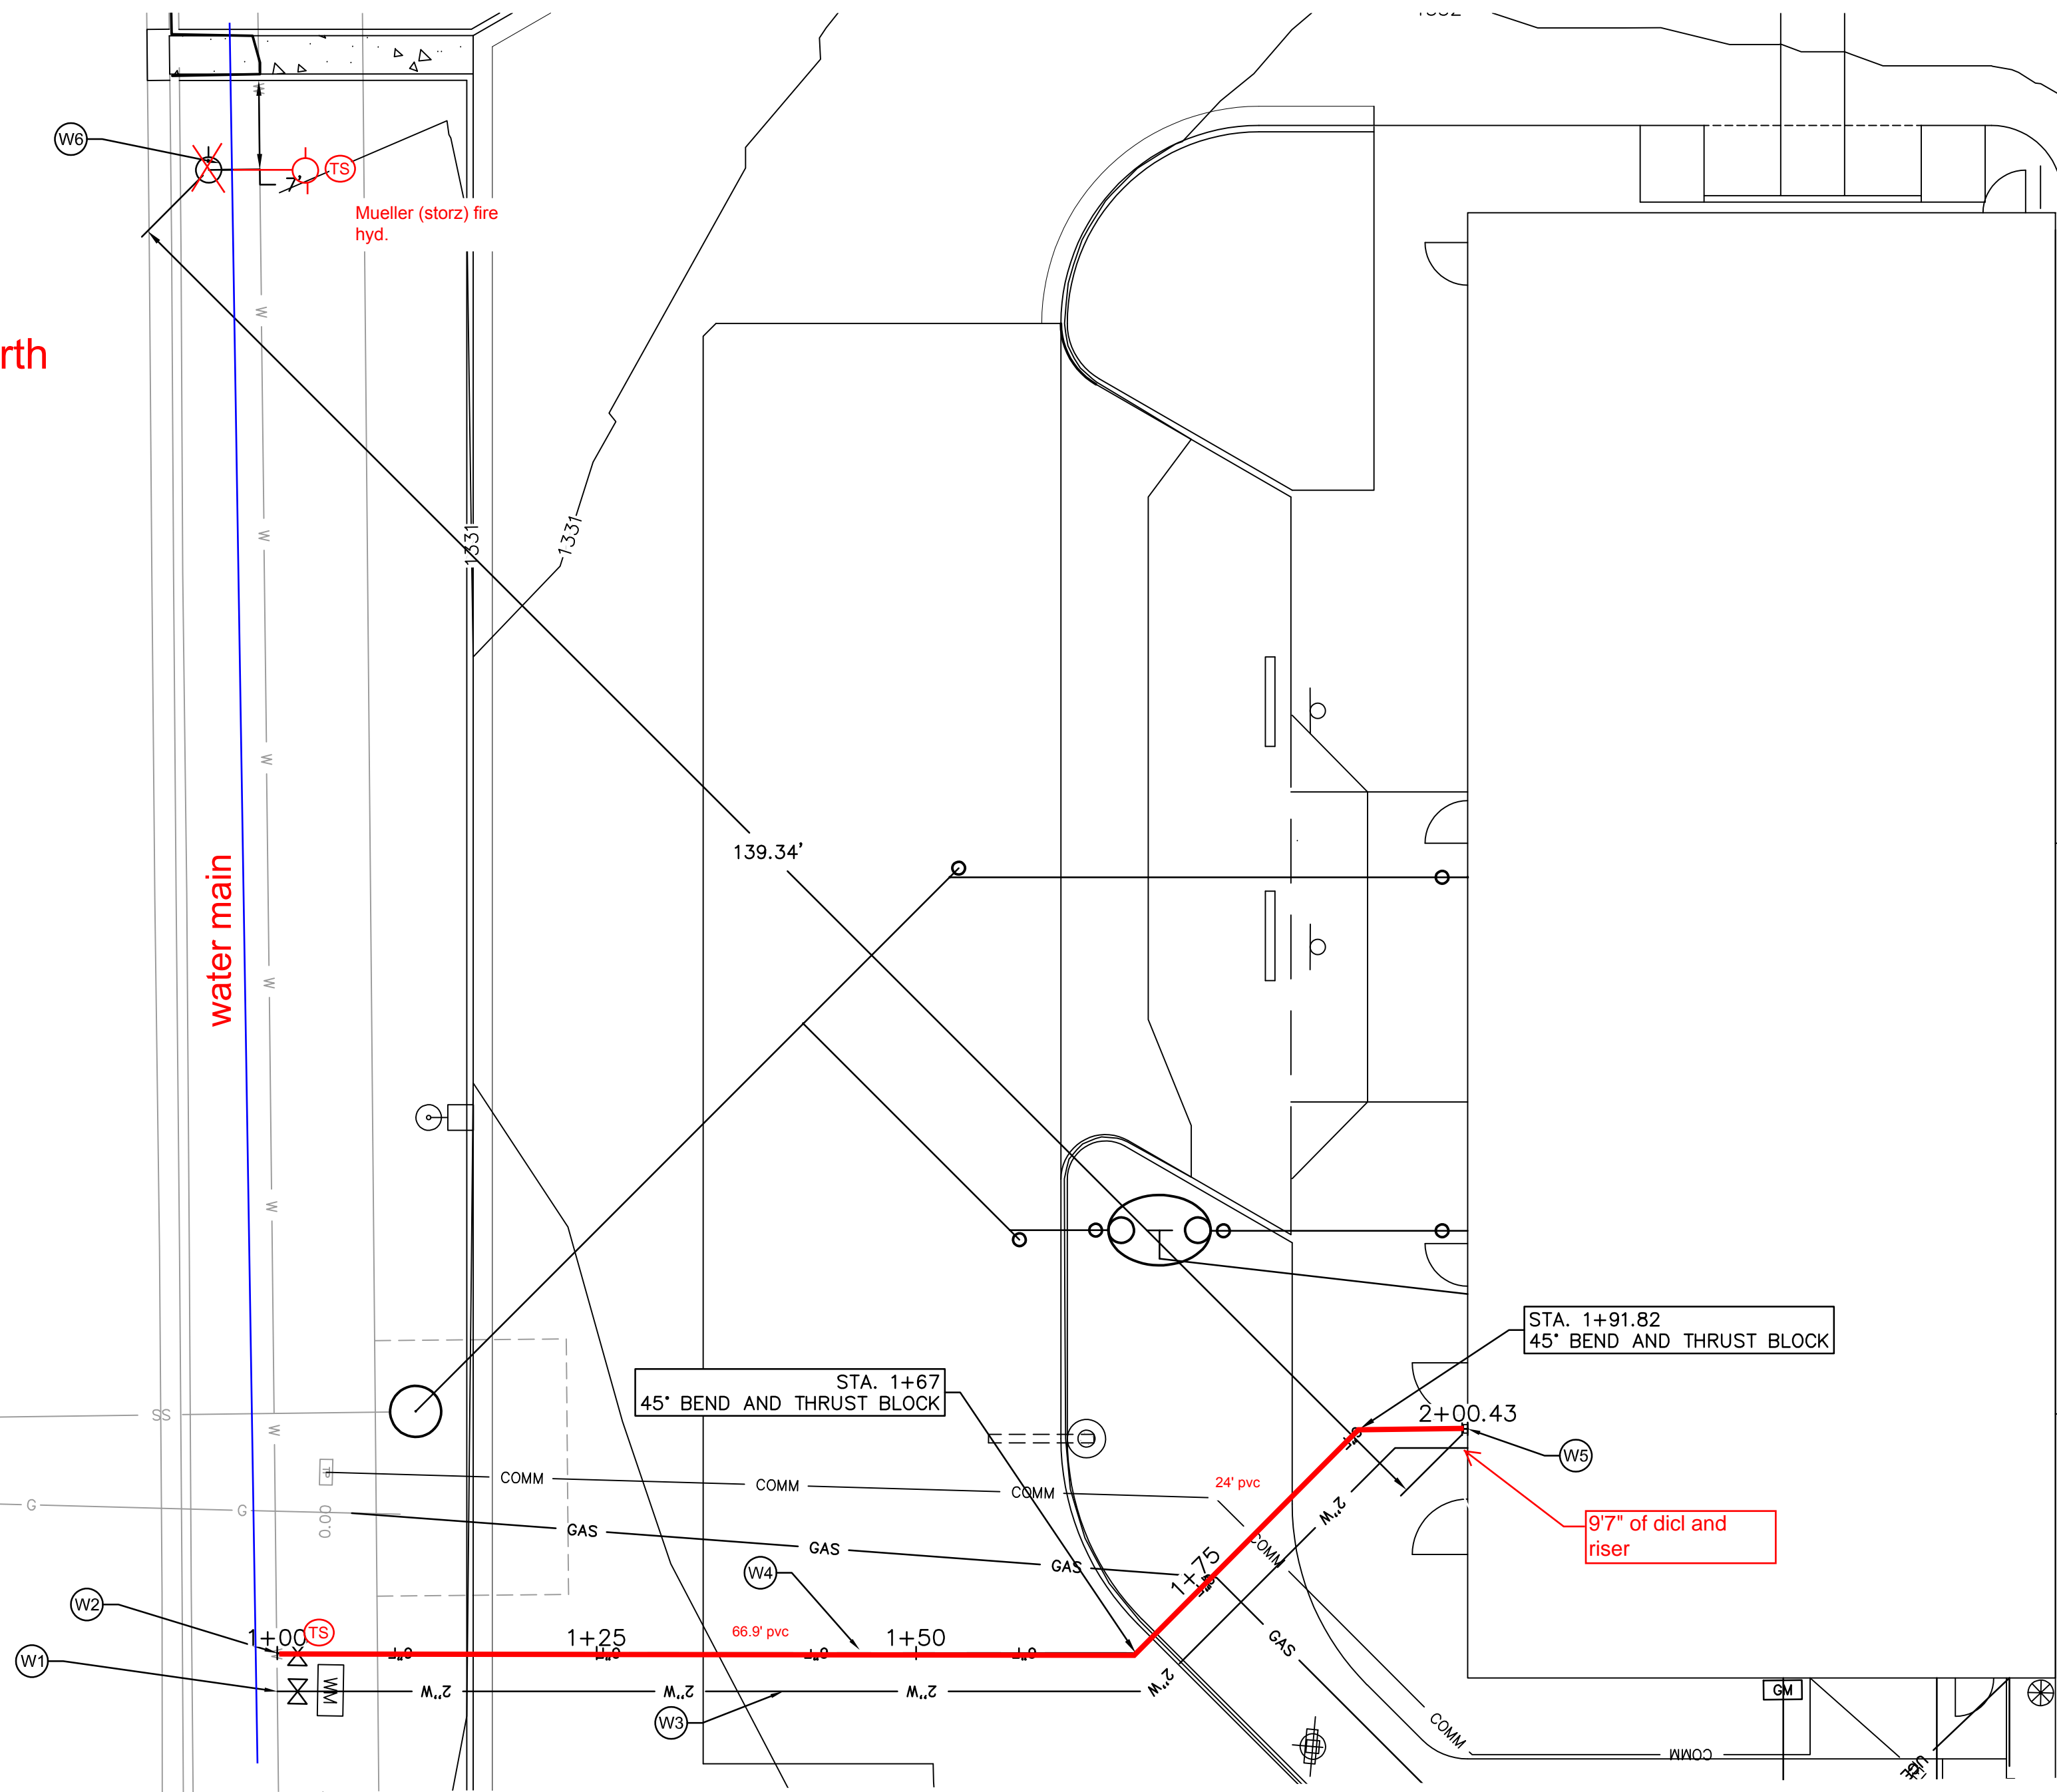 W6
TS
7'
Mueller (storz) fire
hyd.
W
W
rth
W
1331
1331
W
139.34'
water main
W
W
STA. 1+91.82
45° BEND AND THRUST BLOCK
STA. 1+67
45° BEND AND THRUST BLOCK
2+00.43
SS
W
W5
COMM
COMM
COMM
24' pvc
TP
G
G
0.00
2"W
9'7" of dicl and
riser
GAS
GAS
GAS
COMM
1+75
W4
W2
1+00
TS
1+25
66.9' pvc
1+50
GAS
W1
WM
2"W
2"W
2"W
2"W
W3
GM
COMM
COMM